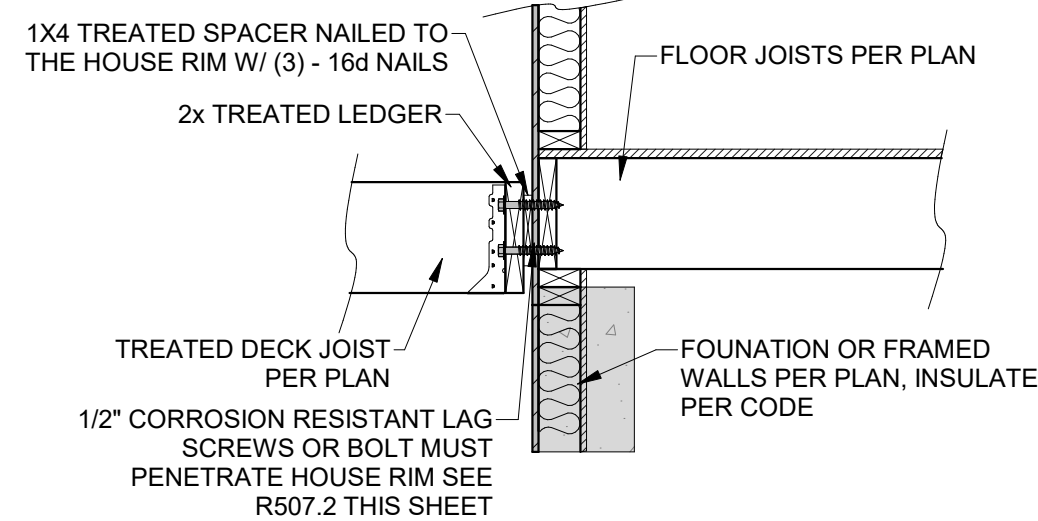 1X4 TREATED SPACER NAILED TO
THE HOUSE RIM W/ (3) - 16d NAILS
2x TREATED LEDGER
FLOOR JOISTS PER PLAN
TREATED DECK JOIST
PER PLAN
1/2" CORROSION RESISTANT LAG
SCREWS OR BOLT MUST
PENETRATE HOUSE RIM SEE
R507.2 THIS SHEET
FOUNATION OR FRAMED
WALLS PER PLAN, INSULATE
PER CODE